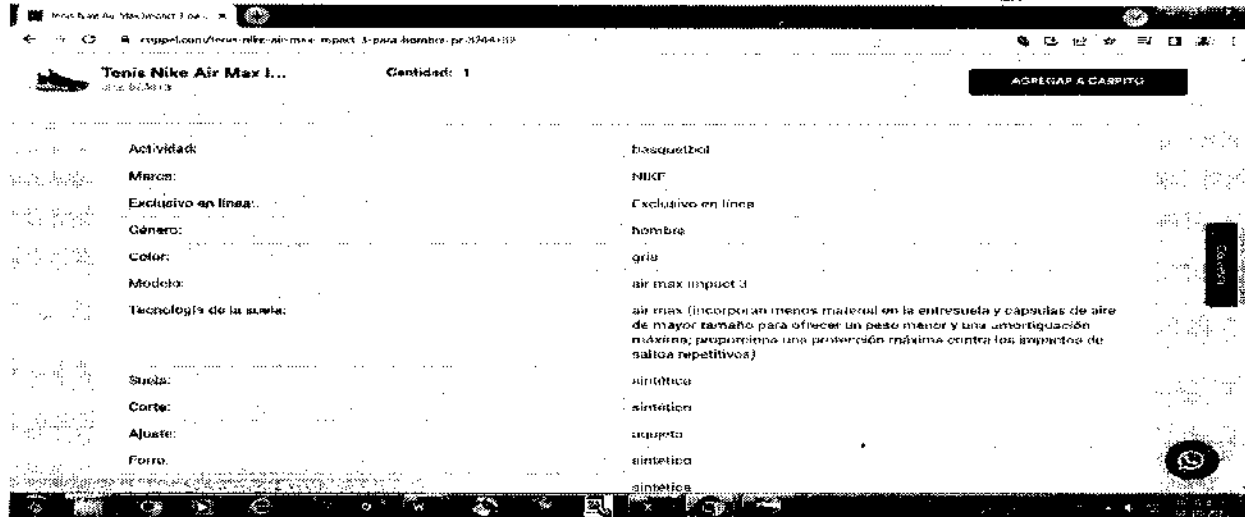 Tenis Nike Air Max I...
Cantidad: 1
AGREGAR A CARRITO
Actividad: basquetbol
Marca: NIKE
Exclusivo en línea: Exclusivo en línea
Género: hombre
Color: gris
Modelo: air max impact 3
Tecnología de la suela: air max (incorporan menos material en la entresuela y cápsulas de aire
de mayor tamaño para ofrecer un peso menor y una amortiguación
máxima; proporciona una protección máxima contra los impactos de
saltos repetitivos)
Suela: sintética
Corte: sintético
Ajuste: agujeta
Forro: sintético
sintética